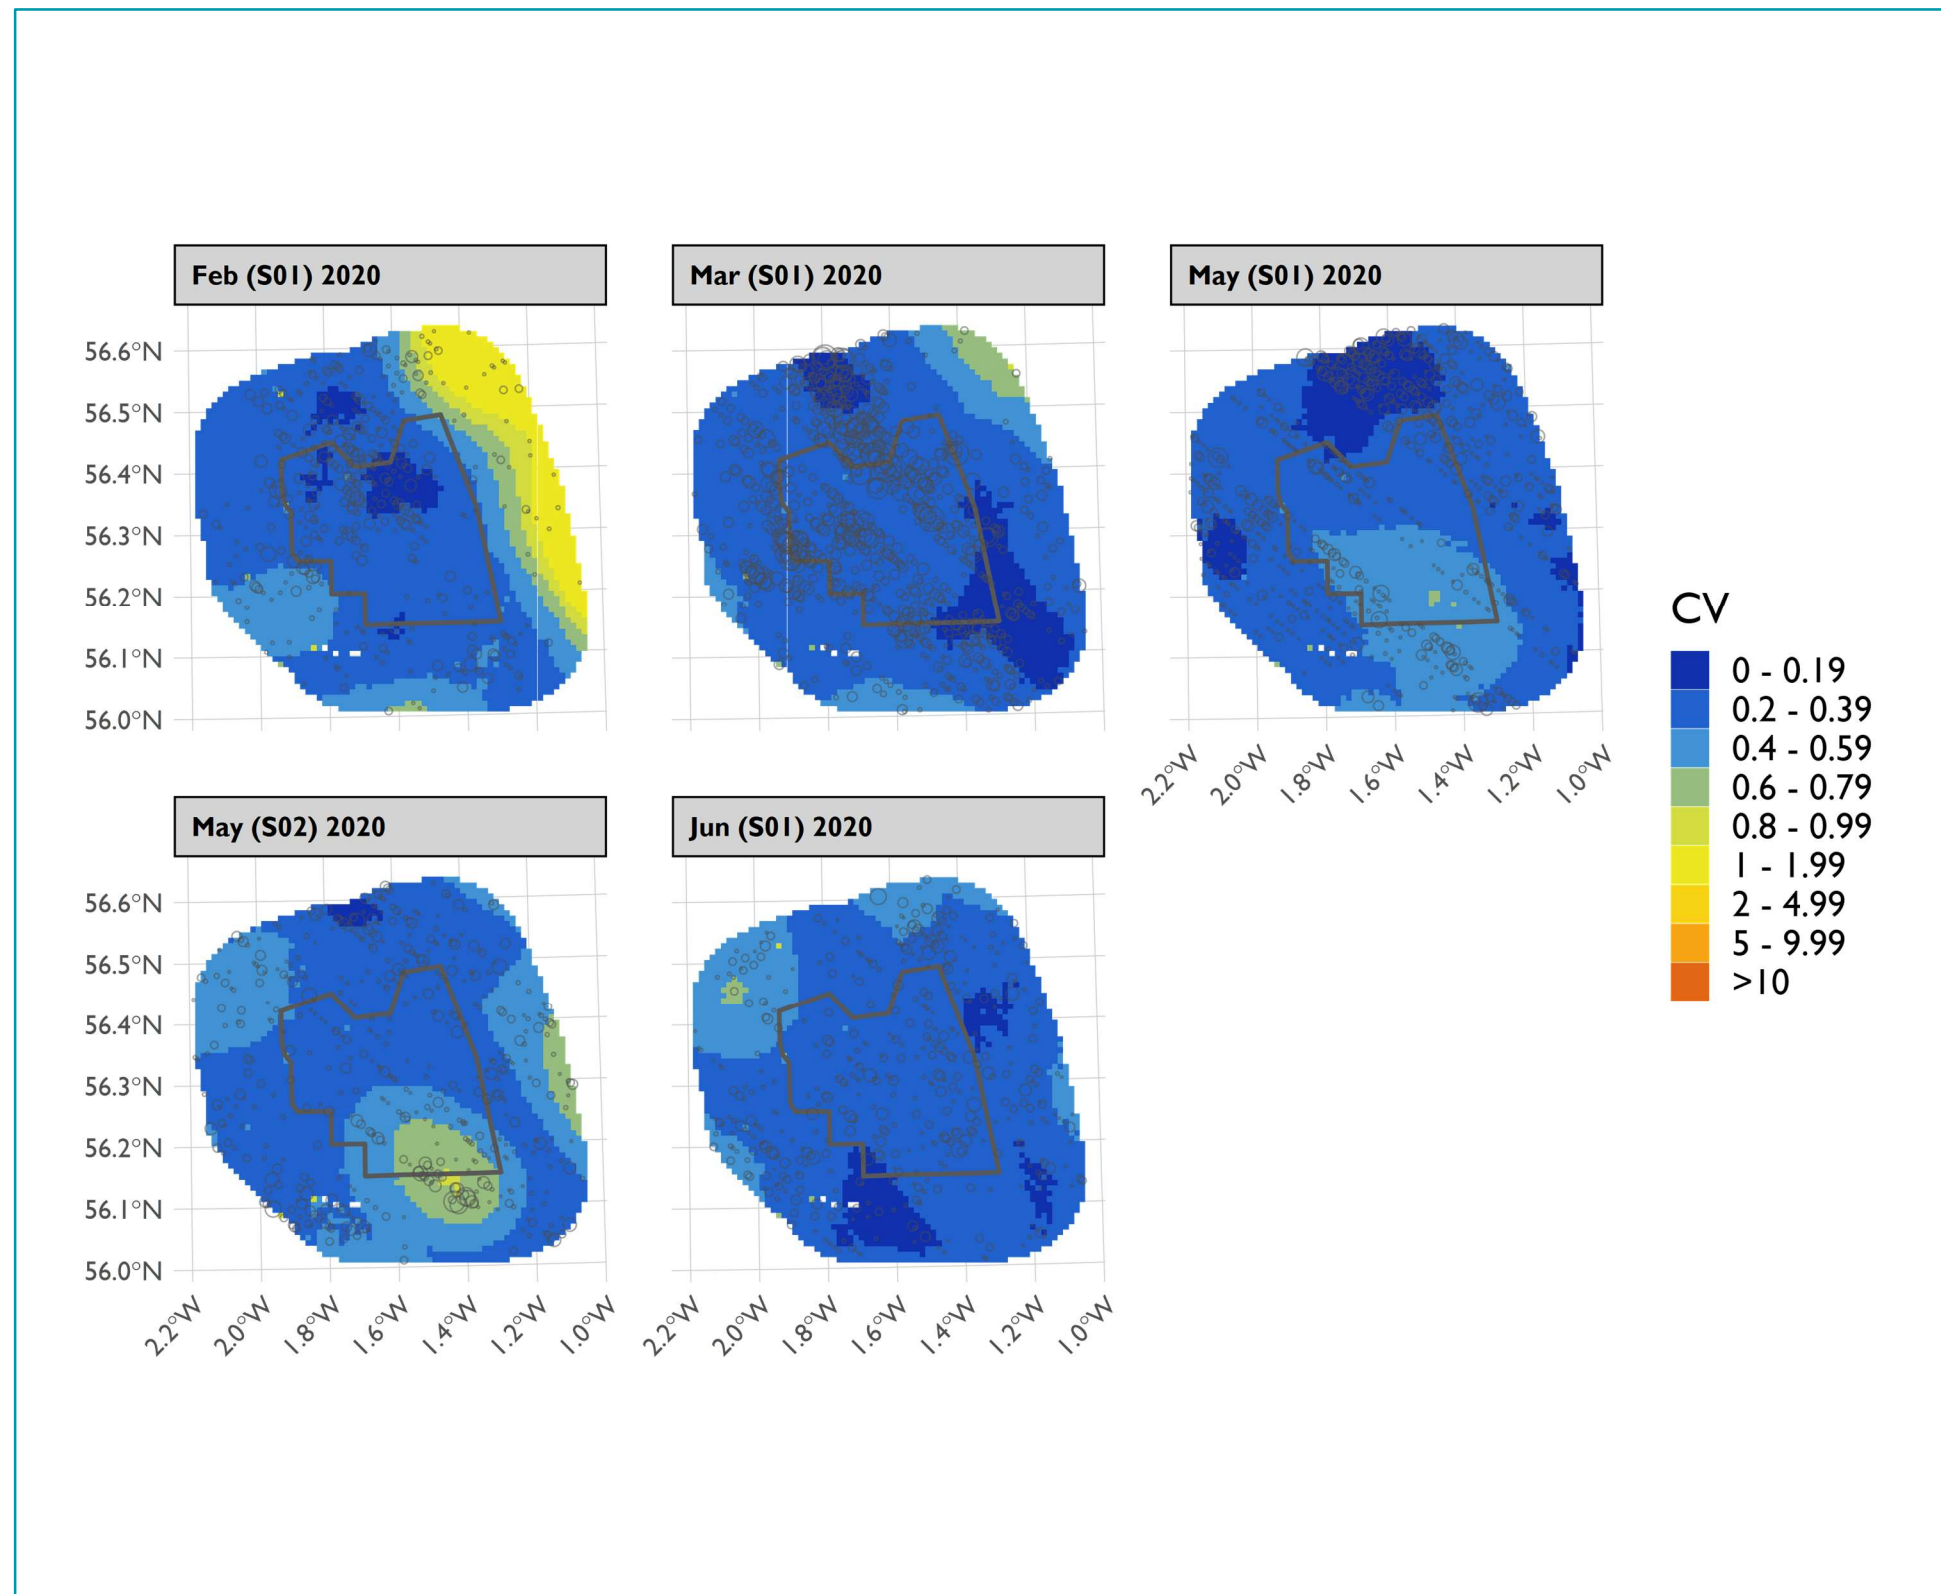 Feb (S01) 2020
Mar (S01) 2020
May (S01) 2020
56.6°N
56.5°N
56.4°N
56.3°N
56.2°N
56.1°N
56.0°N
2.2°W
2.0°W
1.8°W
1.6°W
1.4°W
1.2°W
1.0°W
May (S02) 2020
Jun (S01) 2020
56.6°N
56.5°N
56.4°N
56.3°N
56.2°N
56.1°N
56.0°N
2.2°W
2.0°W
1.8°W
1.6°W
1.4°W
1.2°W
1.0°W
2.2°W
2.0°W
1.8°W
1.6°W
1.4°W
1.2°W
1.0°W
CV
0 - 0.19
0.2 - 0.39
0.4 - 0.59
0.6 - 0.79
0.8 - 0.99
1 - 1.99
2 - 4.99
5 - 9.99
>10